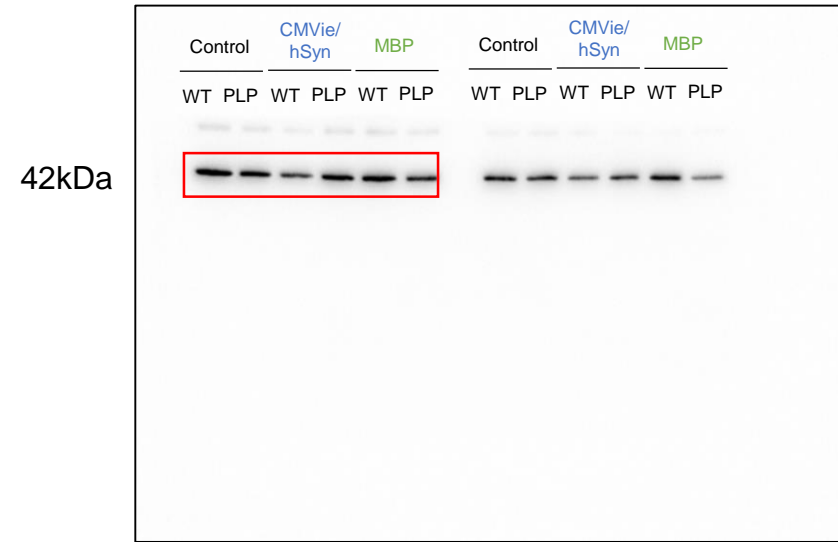 Control CMVie/ hSyn MBP Control CMVie/ hSyn MBP
WT PLP WT PLP WT PLP WT PLP WT PLP WT PLP
42kDa